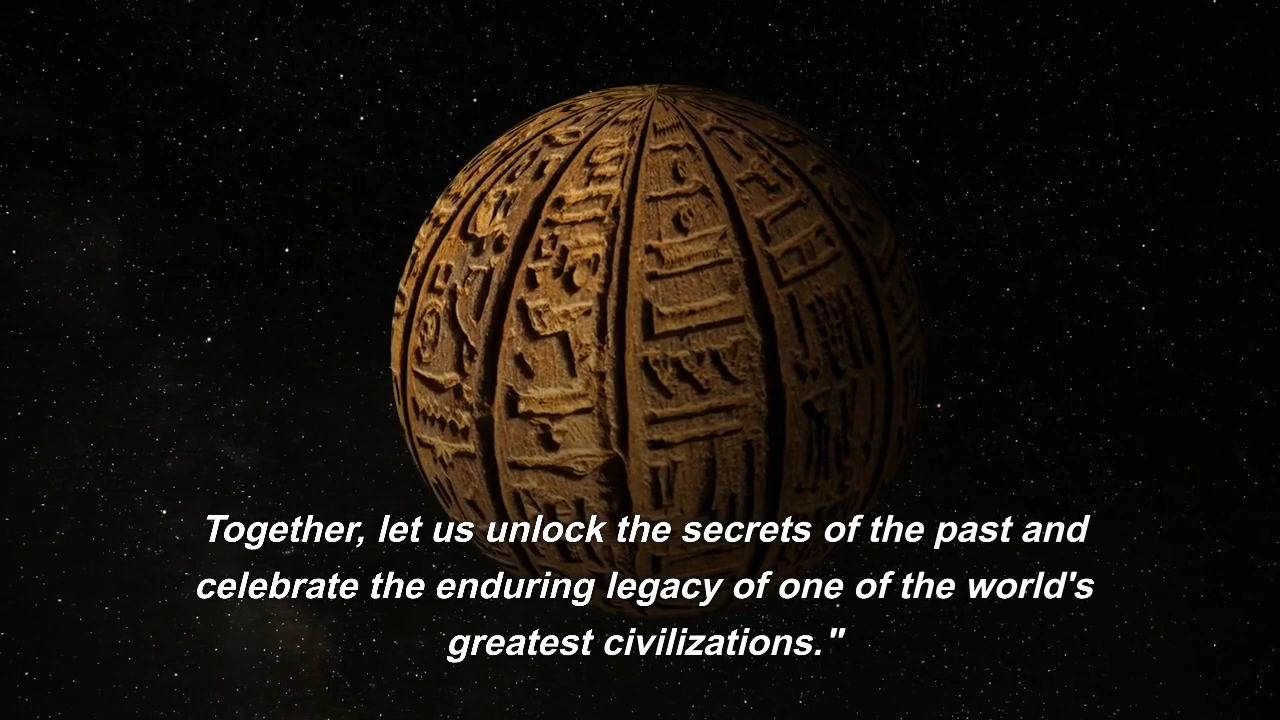 Together, let us unlock the secrets of the past and
celebrate the enduring legacy of one of the world's
greatest civilizations."